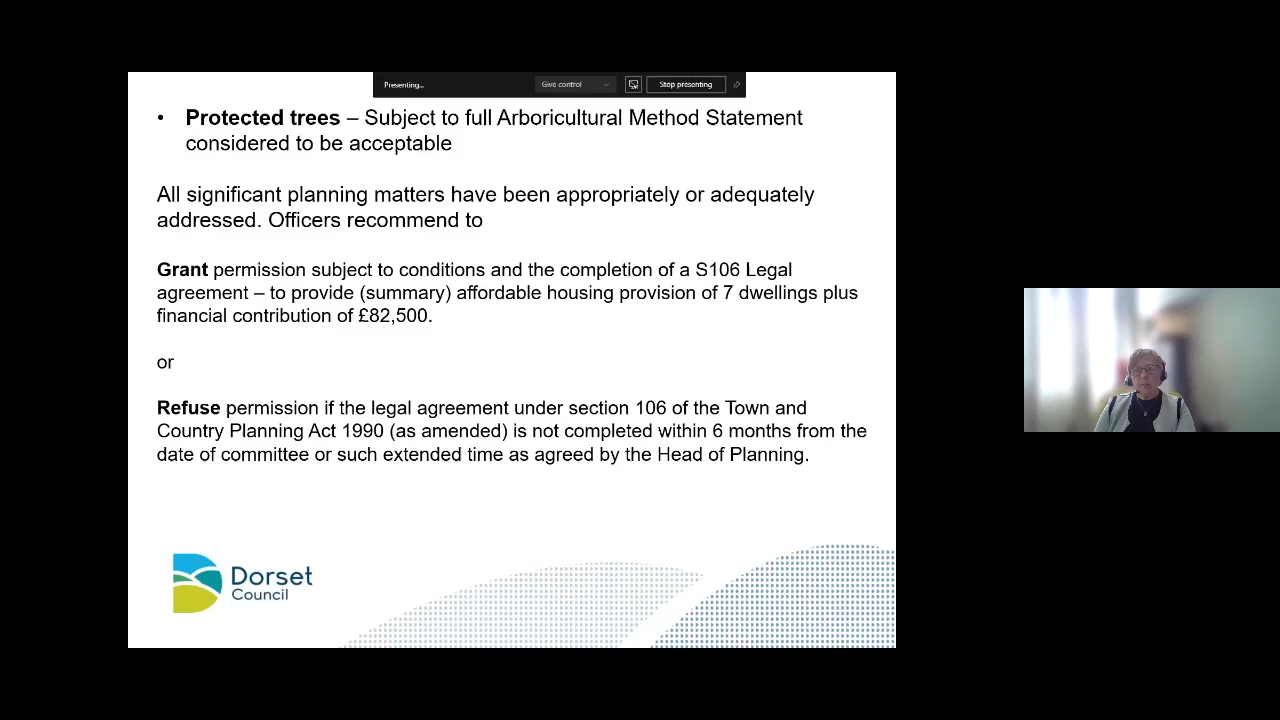 Presenting...
Give control
Stop presenting
• Protected trees – Subject to full Arboricultural Method Statement
considered to be acceptable
All significant planning matters have been appropriately or adequately
addressed. Officers recommend to
Grant permission subject to conditions and the completion of a S106 Legal
agreement – to provide (summary) affordable housing provision of 7 dwellings plus
financial contribution of £82,500.
or
Refuse permission if the legal agreement under section 106 of the Town and
Country Planning Act 1990 (as amended) is not completed within 6 months from the
date of committee or such extended time as agreed by the Head of Planning.
Dorset
Council